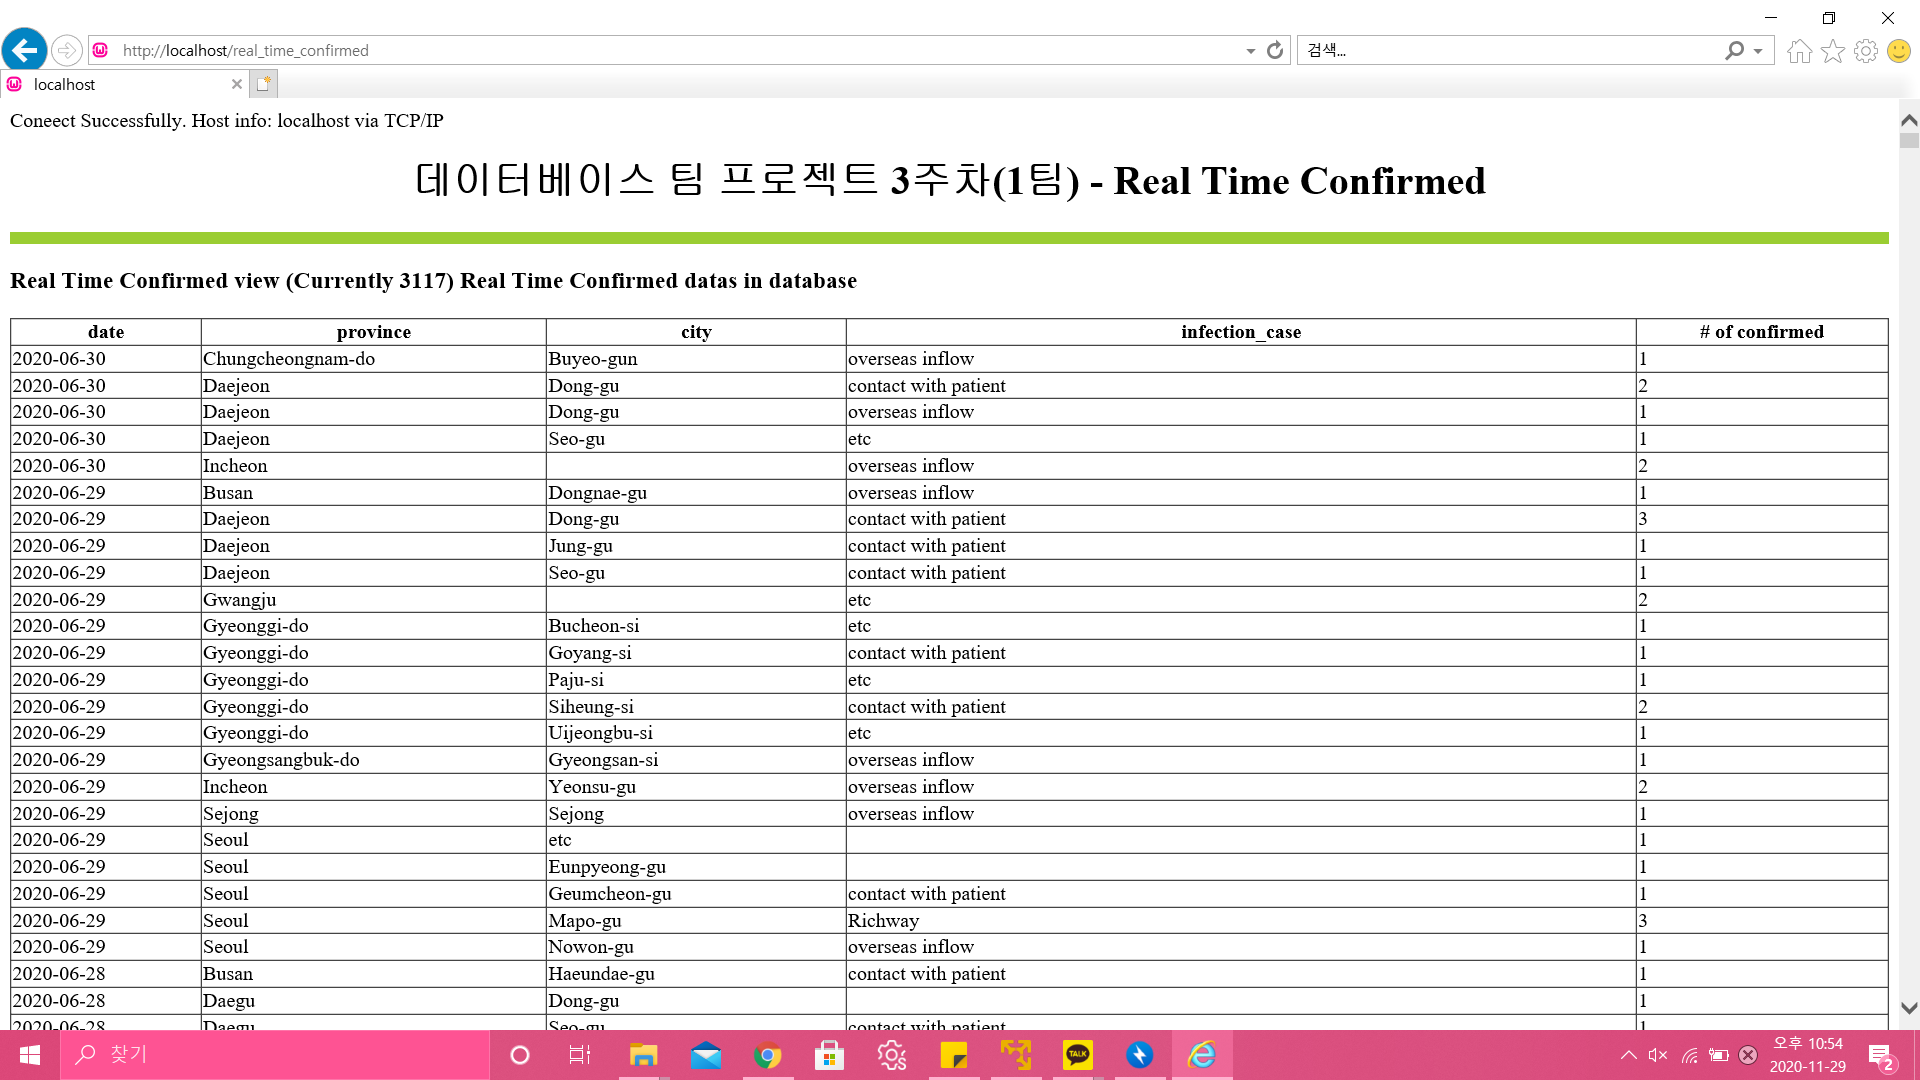 http://localhost/real_time_confirmed
검색...
localhost
Coneect Successfully. Host info: localhost via TCP/IP
데이터베이스 팀 프로젝트 3주차(1팀) - Real Time Confirmed
Real Time Confirmed view (Currently 3117) Real Time Confirmed datas in database
date province city infection_case # of confirmed
2020-06-30 Chungcheongnam-do Buyeo-gun overseas inflow 1
2020-06-30 Daejeon Dong-gu contact with patient 2
2020-06-30 Daejeon Dong-gu overseas inflow 1
2020-06-30 Daejeon Seo-gu etc 1
2020-06-30 Incheon overseas inflow 2
2020-06-29 Busan Dongnae-gu overseas inflow 1
2020-06-29 Daejeon Dong-gu contact with patient 3
2020-06-29 Daejeon Jung-gu contact with patient 1
2020-06-29 Daejeon Seo-gu contact with patient 1
2020-06-29 Gwangju etc 2
2020-06-29 Gyeonggi-do Bucheon-si etc 1
2020-06-29 Gyeonggi-do Goyang-si contact with patient 1
2020-06-29 Gyeonggi-do Paju-si etc 1
2020-06-29 Gyeonggi-do Siheung-si contact with patient 2
2020-06-29 Gyeonggi-do Uijeongbu-si etc 1
2020-06-29 Gyeongsangbuk-do Gyeongsan-si overseas inflow 1
2020-06-29 Incheon Yeonsu-gu overseas inflow 2
2020-06-29 Sejong Sejong overseas inflow 1
2020-06-29 Seoul etc 1
2020-06-29 Seoul Eunpyeong-gu 1
2020-06-29 Seoul Geumcheon-gu contact with patient 1
2020-06-29 Seoul Mapo-gu Richway 3
2020-06-29 Seoul Nowon-gu overseas inflow 1
2020-06-28 Busan Haeundae-gu contact with patient 1
2020-06-28 Daegu Dong-gu 1
2020-06-28 Daegu Seo-gu contact with patient 1
찾기
TALK
오후 10:54
2020-11-29
2